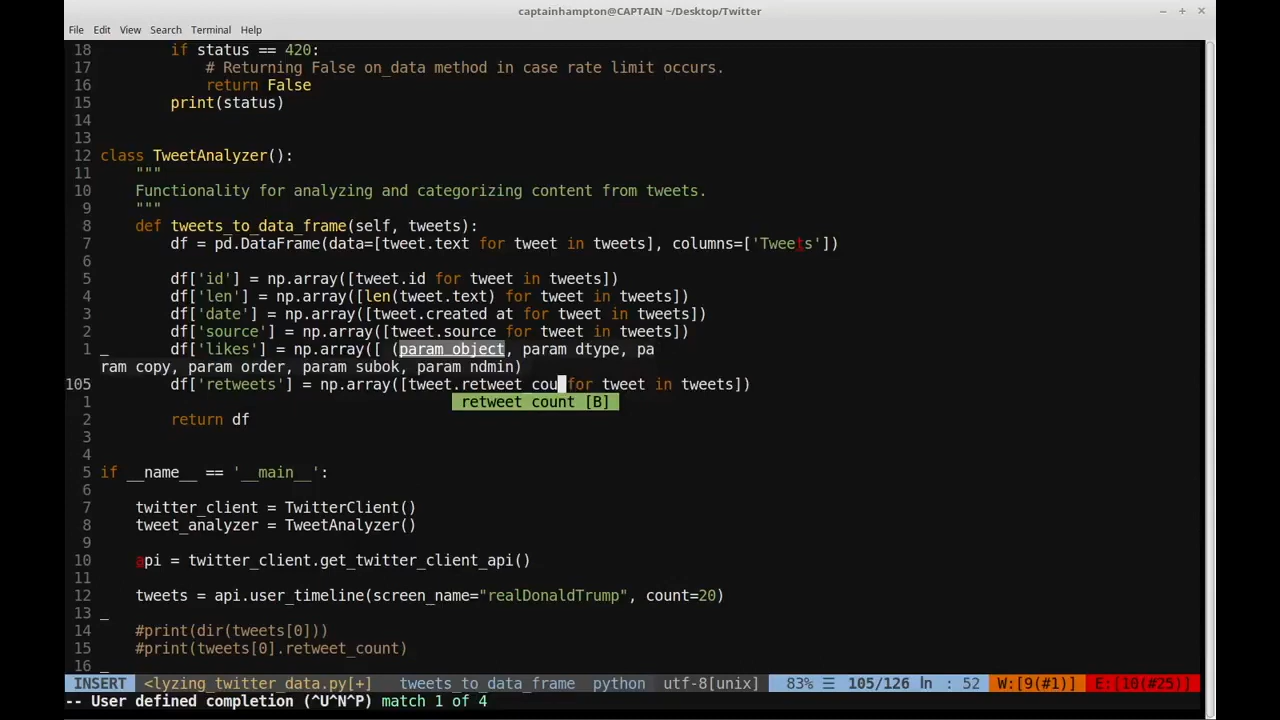 captainhampton@CAPTAIN ~/Desktop/Twitter
File Edit View Search Terminal Help
18 if status == 420:
17 # Returning False on_data method in case rate limit occurs.
16 return False
15 print(status)
14
13
12 class TweetAnalyzer():
11 """
10 Functionality for analyzing and categorizing content from tweets.
9 """
8 def tweets_to_data_frame(self, tweets):
7 df = pd.DataFrame(data=[tweet.text for tweet in tweets], columns=['Tweets'])
6
5 df['id'] = np.array([tweet.id for tweet in tweets])
4 df['len'] = np.array([len(tweet.text) for tweet in tweets])
3 df['date'] = np.array([tweet.created at for tweet in tweets])
2 df['source'] = np.array([tweet.source for tweet in tweets])
1 _ df['likes'] = np.array([ (param object, param dtype, pa
ram copy, param order, param subok, param ndmin)
105 df['retweets'] = np.array([tweet.retweet cou for tweet in tweets])
1 retweet count [B]
2 return df
3
4
5 if __name__ == '__main__':
6
7 twitter_client = TwitterClient()
8 tweet_analyzer = TweetAnalyzer()
9
10 api = twitter_client.get_twitter_client_api()
11
12 tweets = api.user_timeline(screen_name="realDonaldTrump", count=20)
13 _
14 #print(dir(tweets[0]))
15 #print(tweets[0].retweet_count)
16 _
INSERT <lyzing_twitter_data.py[+] tweets_to_data_frame python utf-8[unix] 83% ☰ 105/126 ln : 52 W:[9(#1)] E:[10(#25)]
-- User defined completion (^U^N^P) match 1 of 4